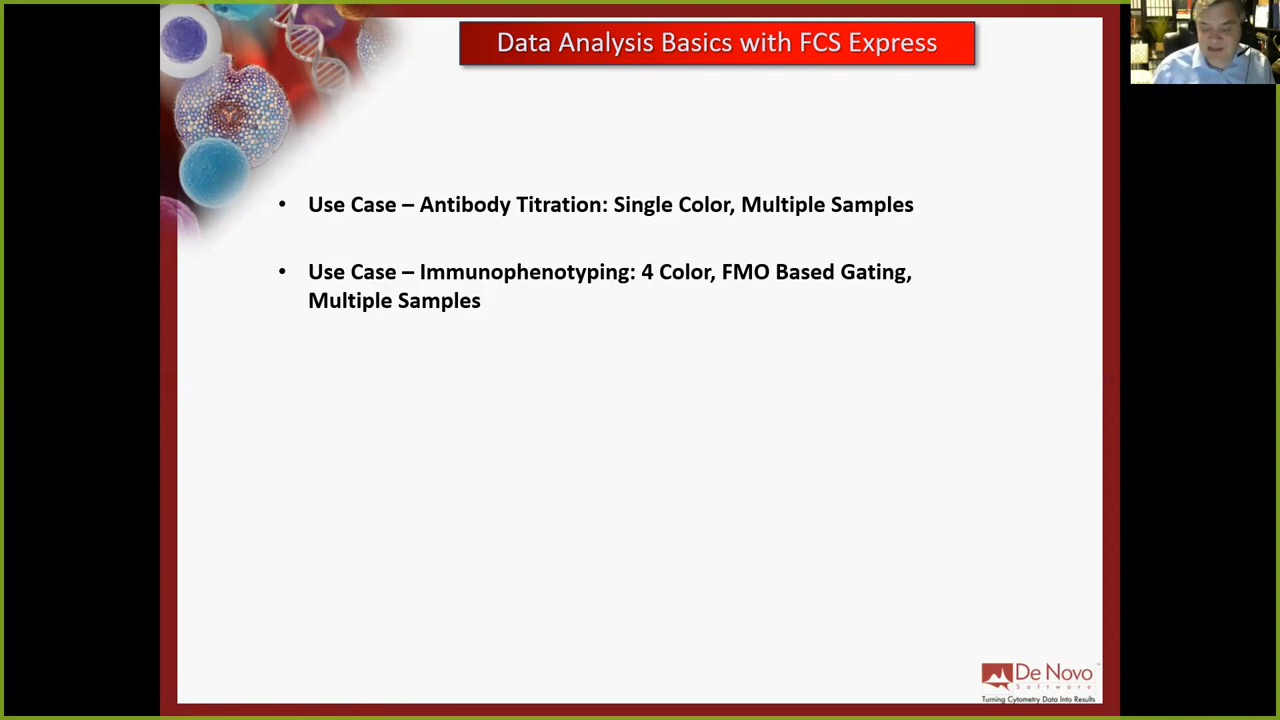 Data Analysis Basics with FCS Express
• Use Case – Antibody Titration: Single Color, Multiple Samples
• Use Case – Immunophenotyping: 4 Color, FMO Based Gating,
Multiple Samples
De Novo
Software
Turning Cytometry Data Into Results